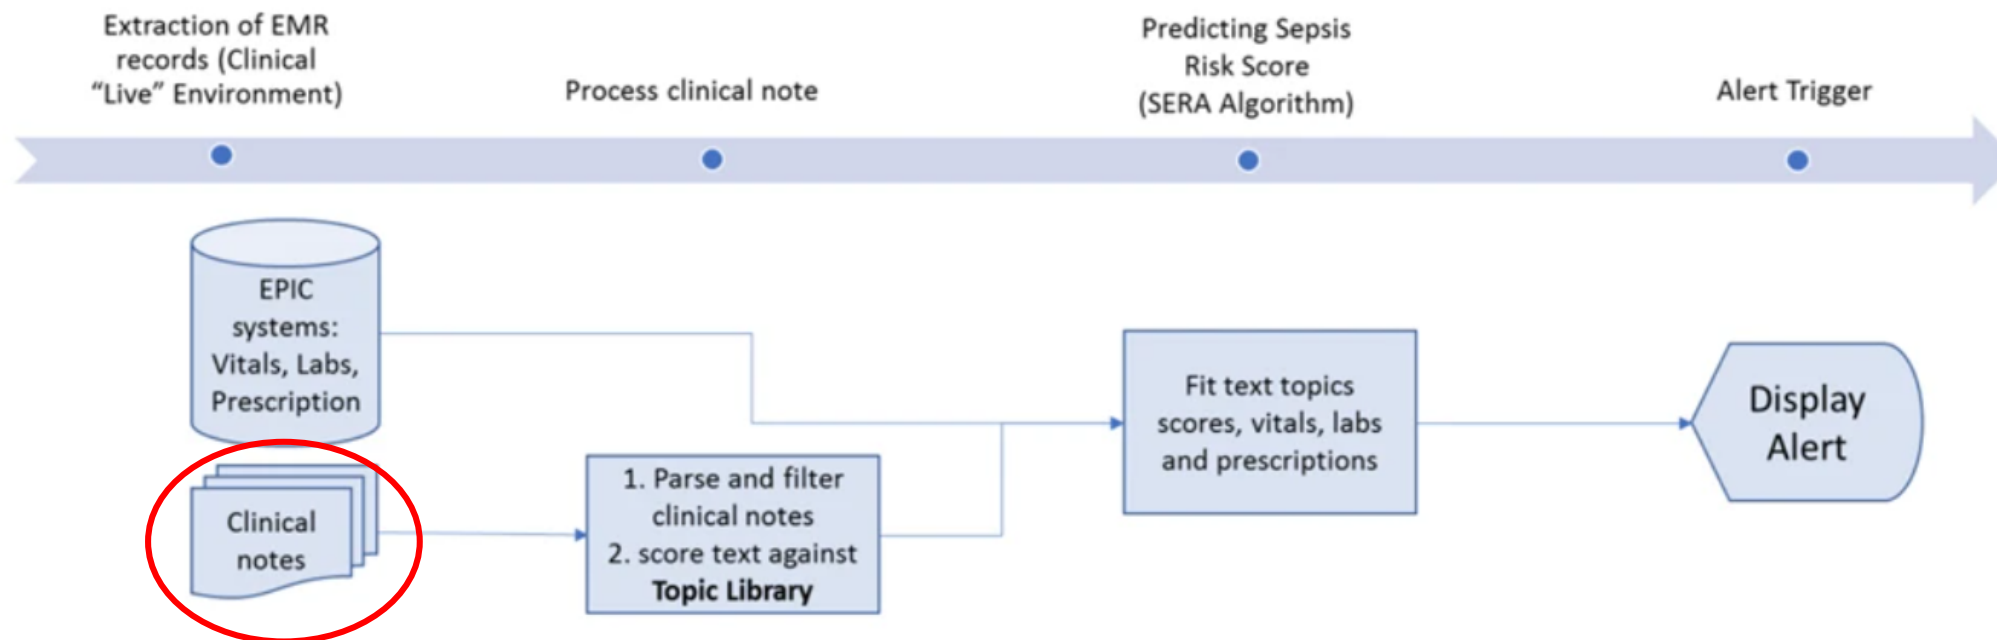 Extraction of EMR
records (Clinical
“Live” Environment)
Process clinical note
Predicting Sepsis
Risk Score
(SERA Algorithm)
Alert Trigger
EPIC
systems:
Vitals, Labs,
Prescription
Clinical
notes
1. Parse and filter
clinical notes
2. score text against
Topic Library
Fit text topics
scores, vitals, labs
and prescriptions
Display
Alert